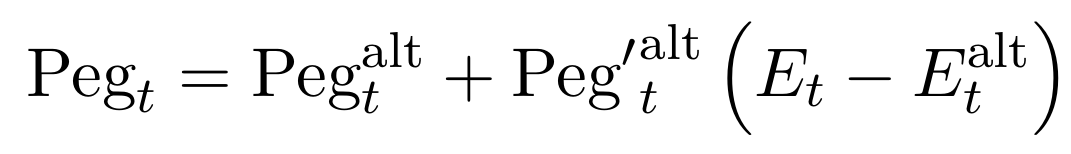 Peg_t = Peg_t^alt + Peg'_t^alt (E_t − E_t^alt)